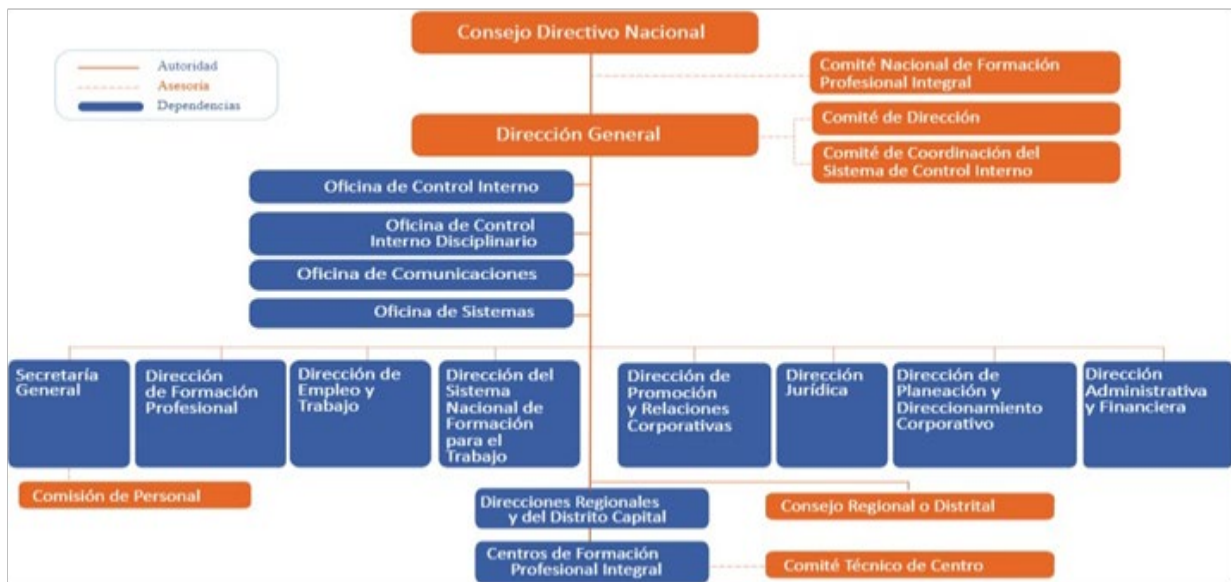 Consejo Directivo Nacional
Autoridad
Asesoría
Dependencias
Comité Nacional de Formación
Profesional Integral
Dirección General
Comité de Dirección
Comité de Coordinación del
Sistema de Control Interno
Oficina de Control Interno
Oficina de Control
Interno Disciplinario
Oficina de Comunicaciones
Oficina de Sistemas
Secretaría
General
Dirección
de Formación
Profesional
Dirección de
Empleo y
Trabajo
Dirección del
Sistema
Nacional de
Formación
para el
Trabajo
Dirección de
Promoción
y Relaciones
Corporativas
Dirección
Jurídica
Dirección de
Planeación y
Direccionamiento
Corporativo
Dirección
Administrativa
y Financiera
Comisión de Personal
Direcciones Regionales
y del Distrito Capital
Consejo Regional o Distrital
Centros de Formación
Profesional Integral
Comité Técnico de Centro